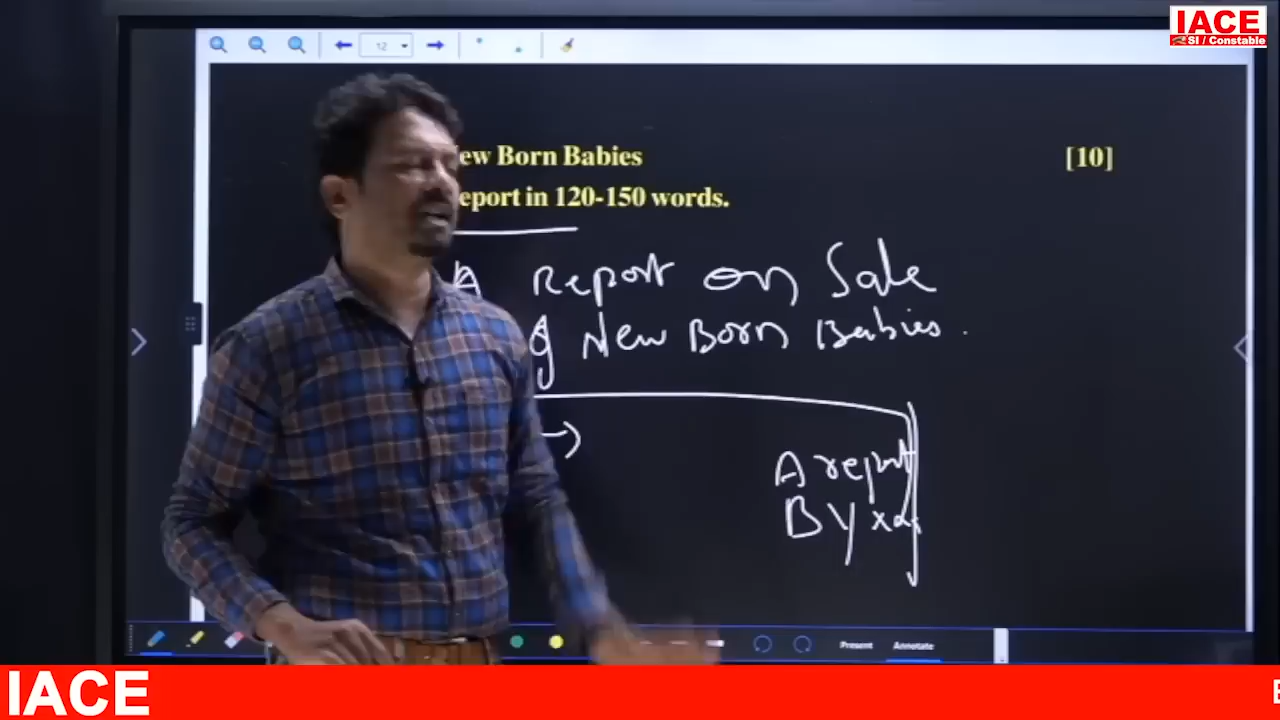 IACE
SI / Constable
12
ew Born Babies [10]
eport in 120-150 words.
A Report on Sale
of New Born Babies.
A report
By
Present Annotate
IACE